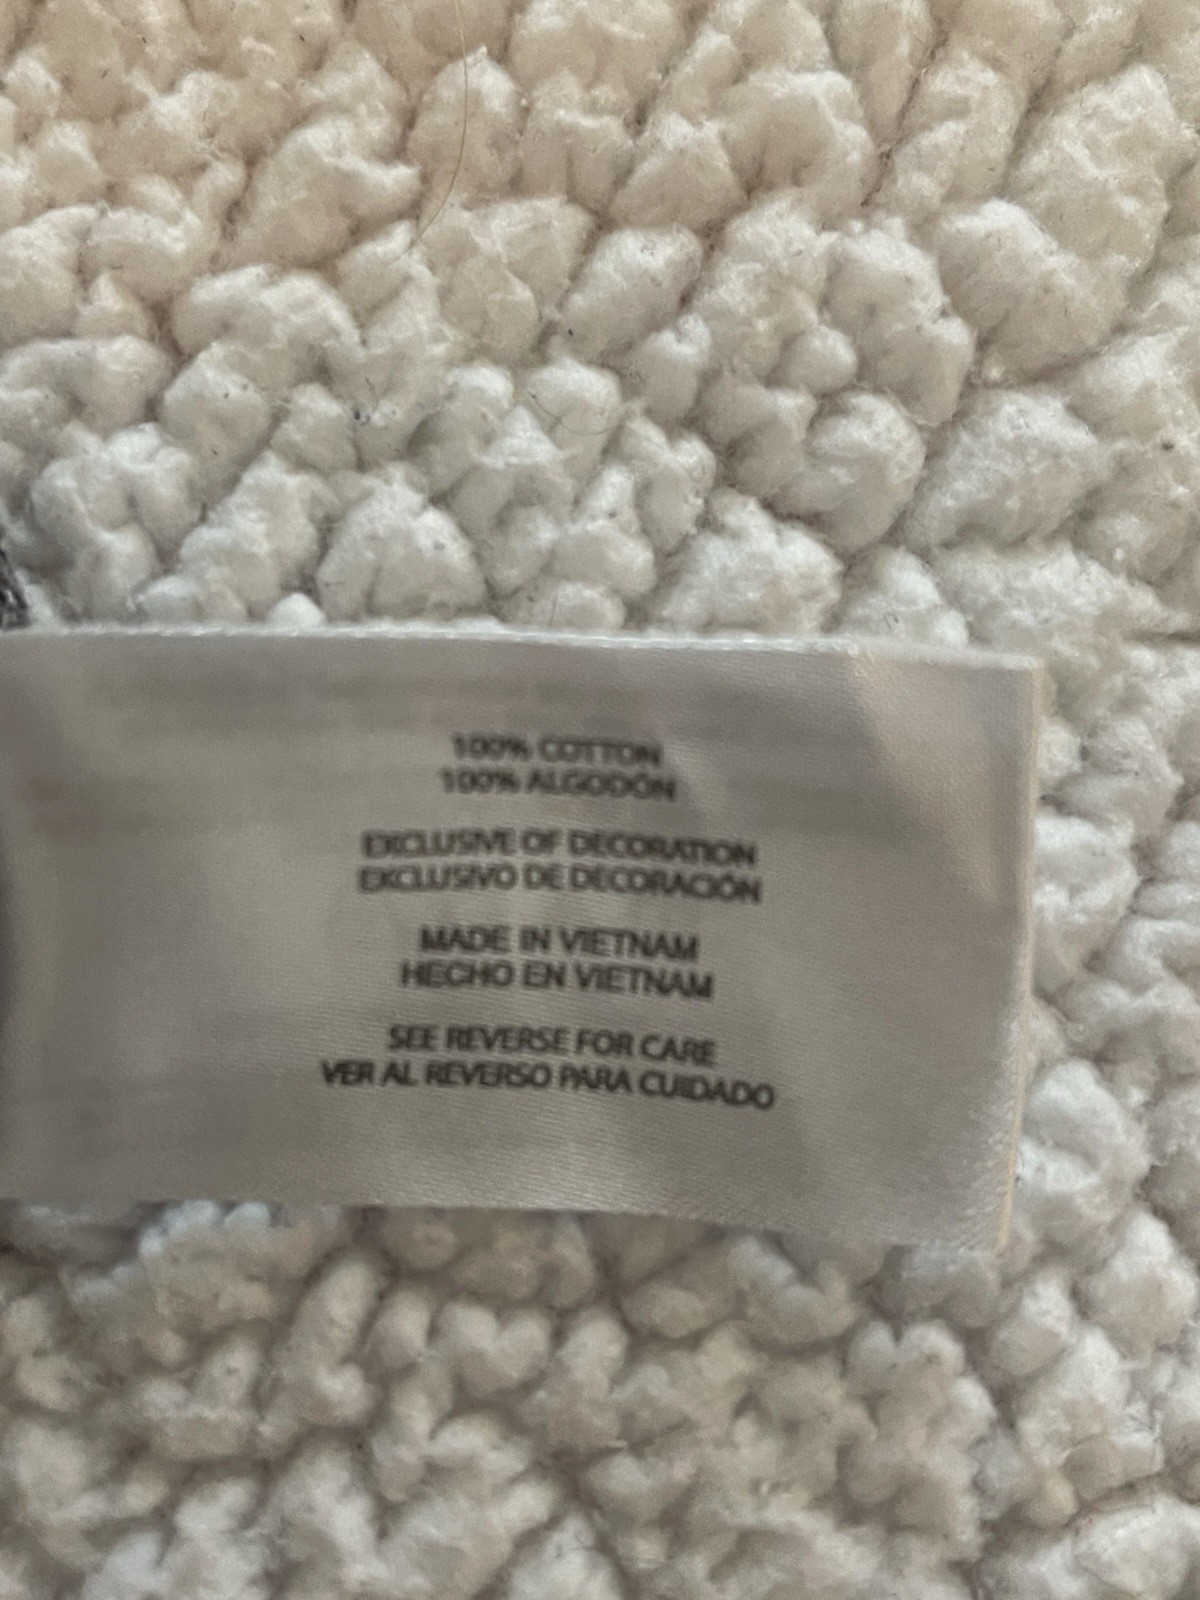 100% COTTON
100% ALGODÓN
EXCLUSIVE OF DECORATION
EXCLUSIVO DE DECORACIÓN
MADE IN VIETNAM
HECHO EN VIETNAM
SEE REVERSE FOR CARE
VER AL REVERSO PARA CUIDADO